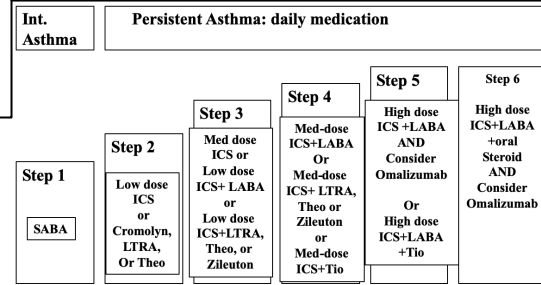 Int.
Asthma
Persistent Asthma: daily medication
Step 1
SABA
Step 2
Low dose
ICS
or
Cromolyn,
LTRA,
Or Theo
Step 3
Med dose
ICS or
Low dose
ICS+ LABA
or
Low dose
ICS+LTRA,
Theo, or
Zileuton
Step 4
Med-dose
ICS+LABA
Or
Med-dose
ICS+ LTRA,
Theo or
Zileuton
or
Med-dose
ICS+Tio
Step 5
High dose
ICS +LABA
AND
Consider
Omalizumab
Or
High dose
ICS+LABA
+Tio
Step 6
High dose
ICS+LABA
+oral
Steroid
AND
Consider
Omalizumab